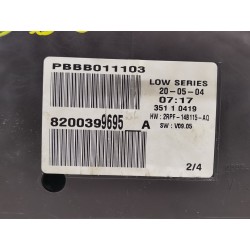 PBBB011103
LOW SERIES
20-05-04
07:17
351 1 0419
HW : 2RPF-14B115-AQ
SW : V09.05
8200399695 A
2/4